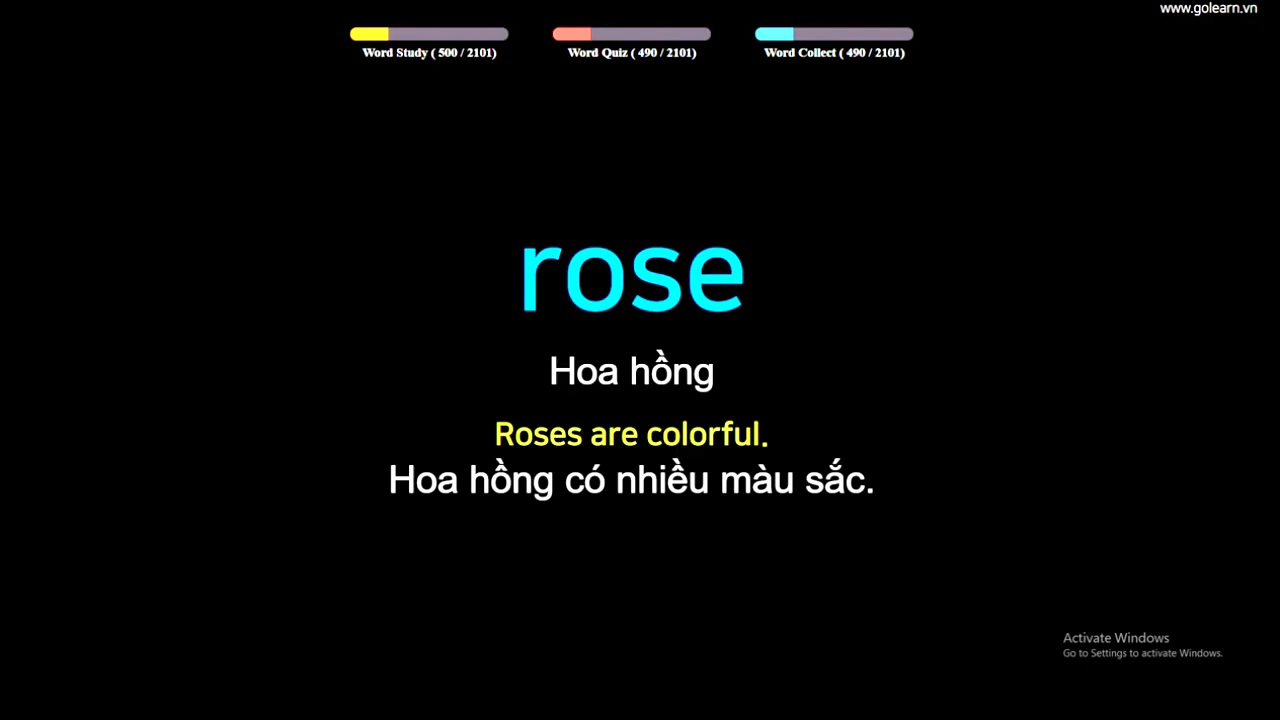 www.golearn.vn
Word Study ( 500 / 2101)
Word Quiz ( 490 / 2101)
Word Collect ( 490 / 2101)
rose
Hoa hồng
Roses are colorful.
Hoa hồng có nhiều màu sắc.
Activate Windows
Go to Settings to activate Windows.